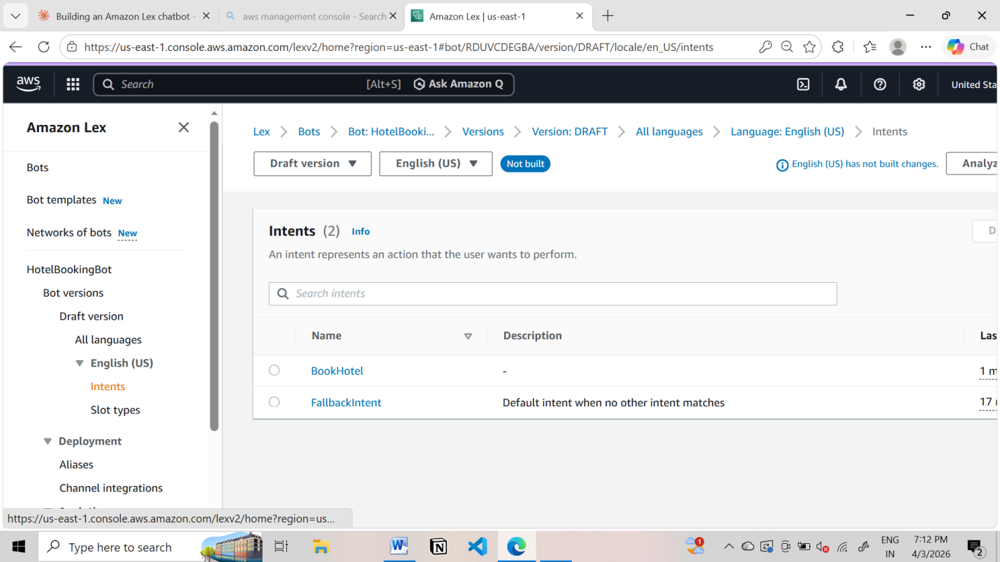 Building an Amazon Lex chatbot -
aws management console - Search
Amazon Lex | us-east-1
https://us-east-1.console.aws.amazon.com/lexv2/home?region=us-east-1#bot/RDUVCDEGBA/version/DRAFT/locale/en_US/intents
Chat
aws
Search
[Alt+S]
Ask Amazon Q
United Sta
Amazon Lex
Bots
Bot templates New
Networks of bots New
HotelBookingBot
Bot versions
Draft version
All languages
English (US)
Intents
Slot types
Deployment
Aliases
Channel integrations
Lex > Bots > Bot: HotelBooki... > Versions > Version: DRAFT > All languages > Language: English (US) > Intents
Draft version ▼ English (US) ▼ Not built
English (US) has not built changes.
Analyz
Intents (2) Info
D
An intent represents an action that the user wants to perform.
Search intents
Name Description Las
BookHotel - 1 m
FallbackIntent Default intent when no other intent matches 17
https://us-east-1.console.aws.amazon.com/lexv2/home?region=us...
Type here to search
1
ENG
IN
7:12 PM
4/3/2026
2